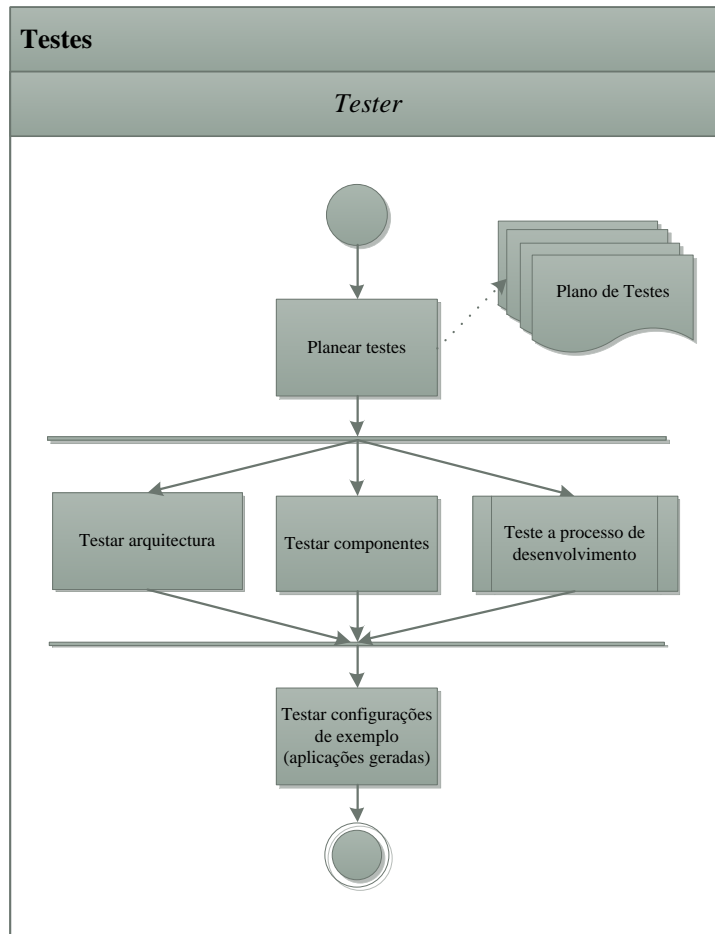 Testes
Tester
Plano de Testes
Planear testes
Testar arquitectura
Testar componentes
Teste a processo de
desenvolvimento
Testar configurações
de exemplo
(aplicações geradas)